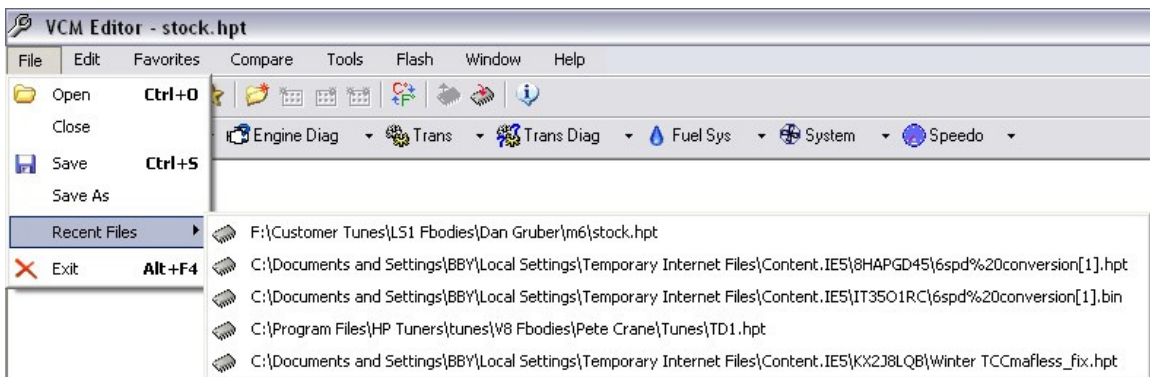 VCM Editor - stock.hpt
File Edit Favorites Compare Tools Flash Window Help
Open Ctrl+O
Close
Engine Diag Trans Trans Diag Fuel Sys System Speedo
Save Ctrl+S
Save As
Recent Files
Exit Alt+F4
F:\Customer Tunes\LS1 Fbodies\Dan Gruber\m6\stock.hpt
C:\Documents and Settings\BBY\Local Settings\Temporary Internet Files\Content.IE5\8HAPGD45\6spd%20conversion[1].hpt
C:\Documents and Settings\BBY\Local Settings\Temporary Internet Files\Content.IE5\IT35O1RC\6spd%20conversion[1].bin
C:\Program Files\HP Tuners\tunes\V8 Fbodies\Pete Crane\Tunes\TD1.hpt
C:\Documents and Settings\BBY\Local Settings\Temporary Internet Files\Content.IE5\KX2J8LQB\Winter TCCmafless_fix.hpt